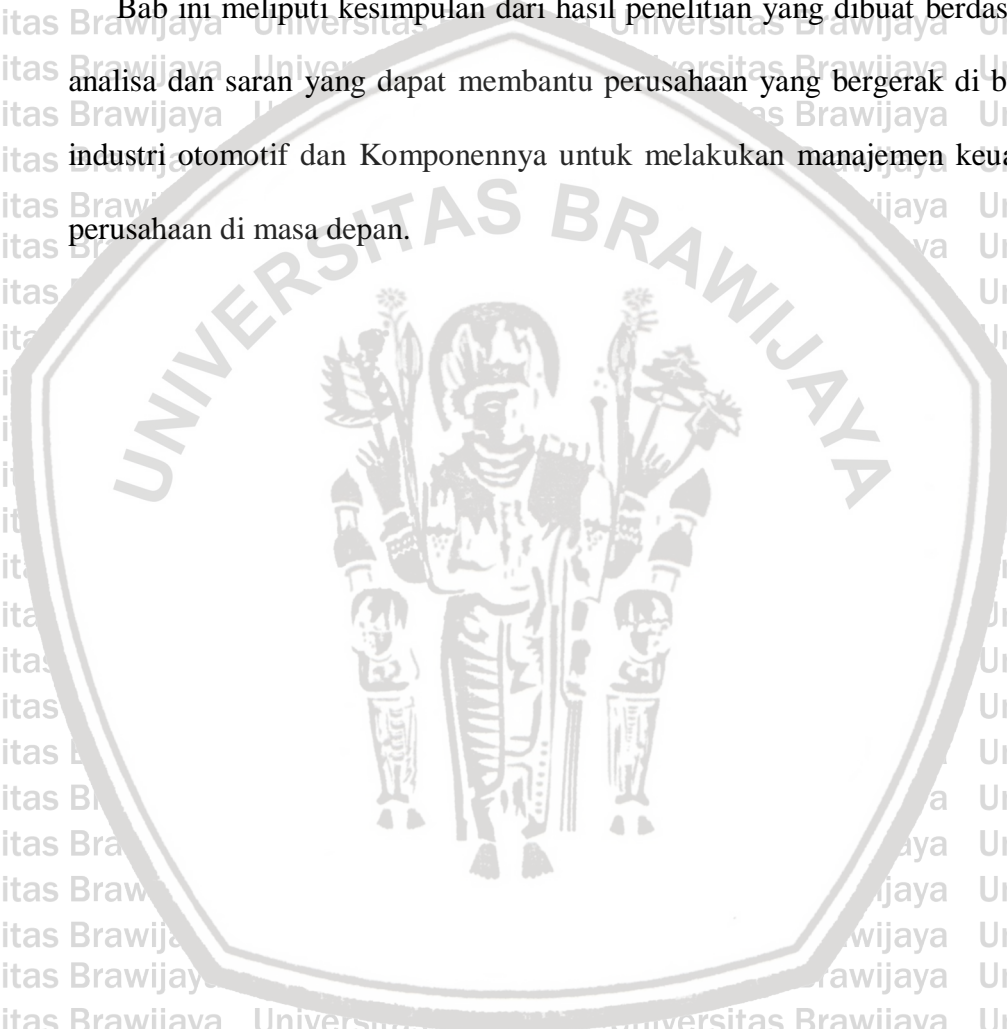 Bab ini meliputi kesimpulan dari hasil penelitian yang dibuat berdas
analisa dan saran yang dapat membantu perusahaan yang bergerak di b
industri otomotif dan Komponennya untuk melakukan manajemen keua
perusahaan di masa depan.
UNIVERSITAS BRAWIJAYA